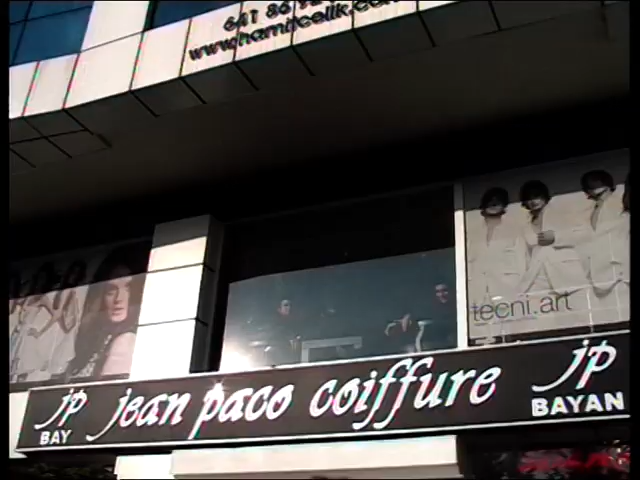 www.hamitcelik.com
tecni.art
jp
BAY
jean paco coiffure
jp
BAYAN